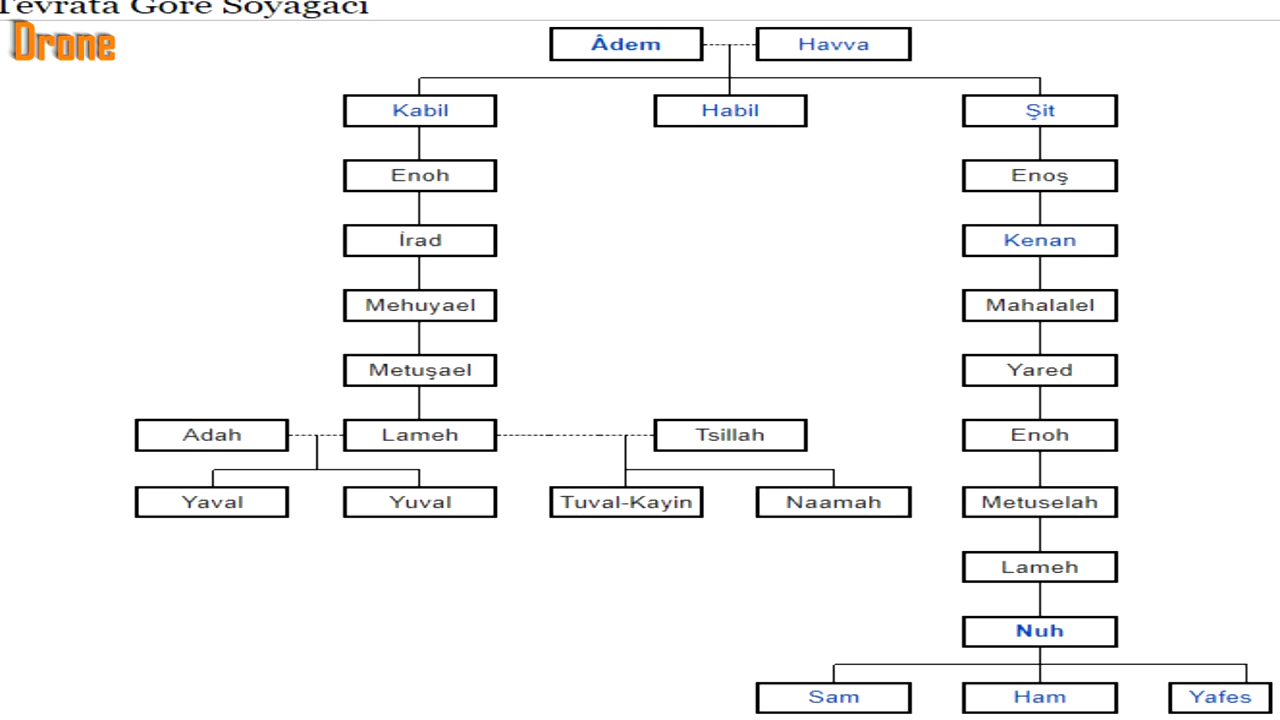 Tevrata Göre Soyağacı
Drone
Âdem Havva
Kabil Habil Şit
Enoh Enoş
İrad Kenan
Mehuyael Mahalalel
Metuşael Yared
Adah Lameh Tsillah Enoh
Yaval Yuval Tuval-Kayin Naamah Metuselah
Lameh
Nuh
Sam Ham Yafes